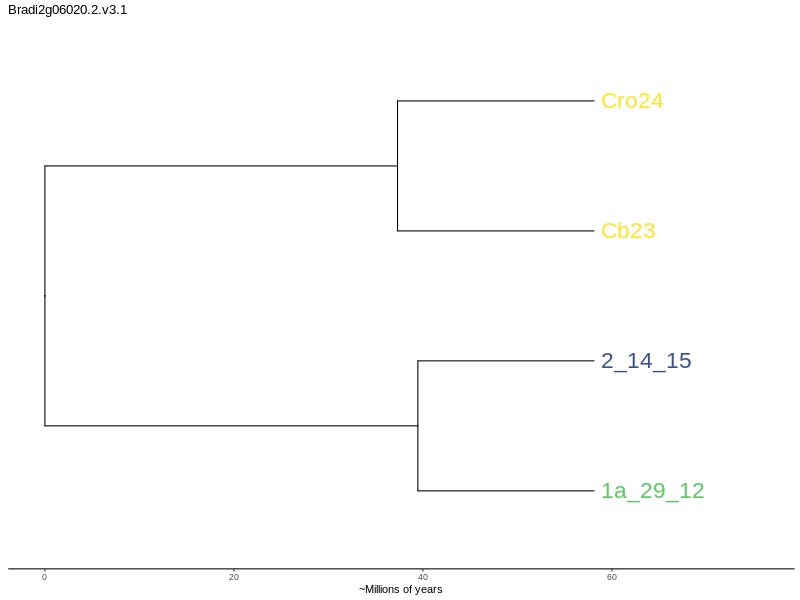 Bradi2g06020.2.v3.1
Cro24
Cb23
2_14_15
1a_29_12
0 20 40 60
~Millions of years